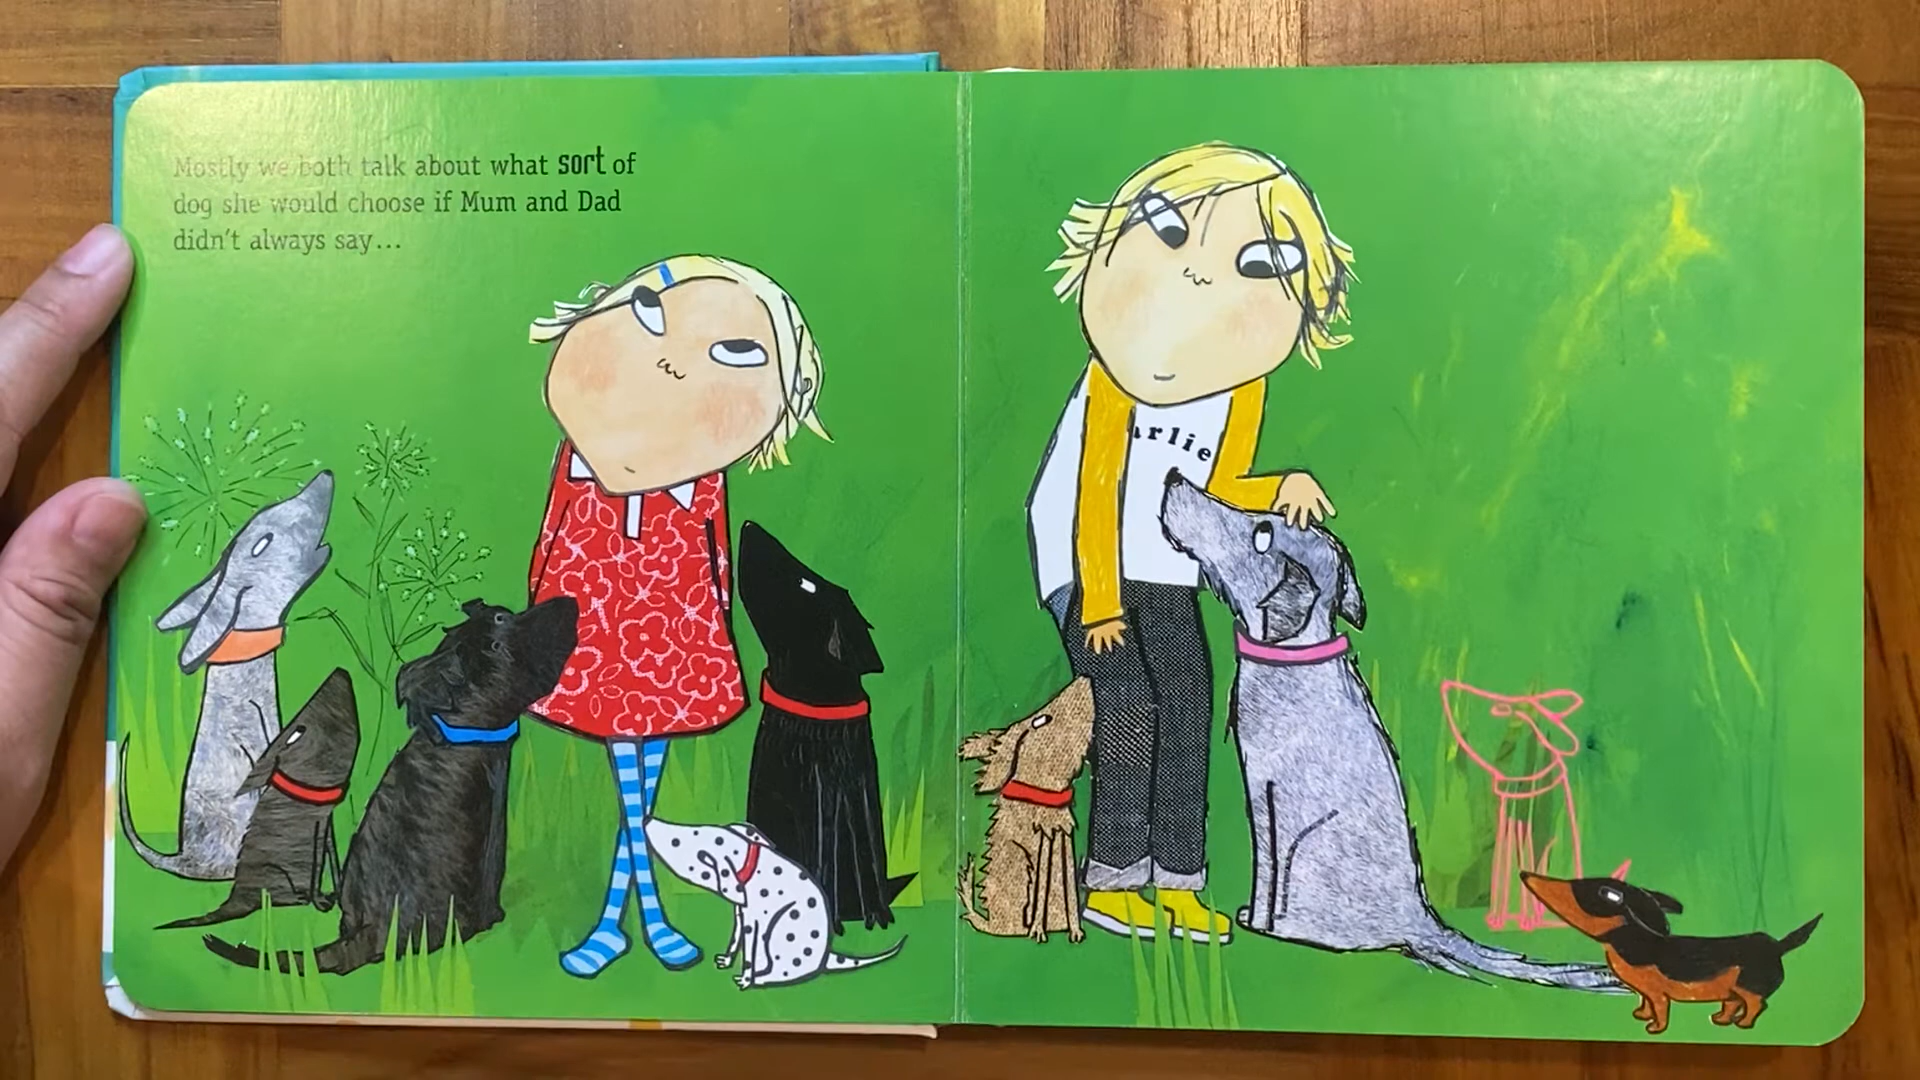 Mostly we both talk about what sort of
dog she would choose if Mum and Dad
didn't always say...
arlie